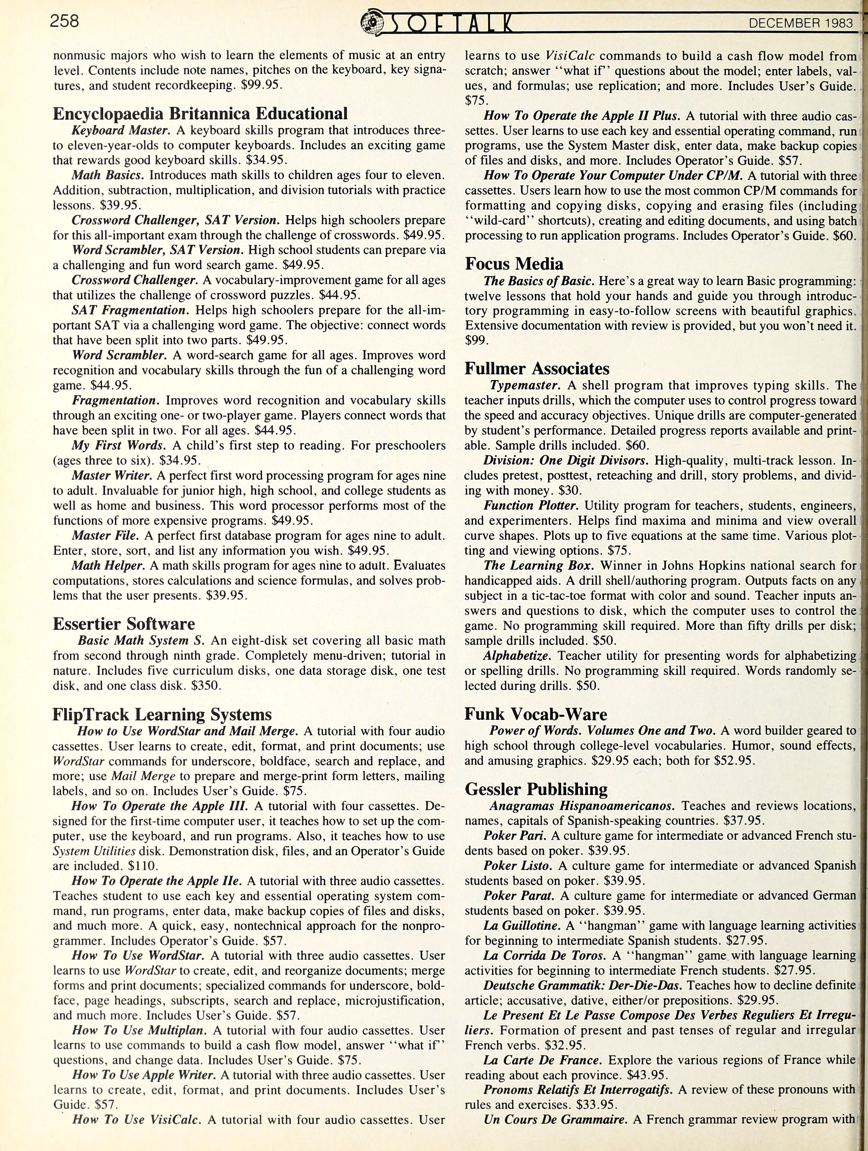 258
SOFTALK
DECEMBER 1983
nonmusic majors who wish to learn the elements of music at an entry
level. Contents include note names, pitches on the keyboard, key signa-
tures, and student recordkeeping. $99.95.
Encyclopaedia Britannica Educational
Keyboard Master. A keyboard skills program that introduces three-
to eleven-year-olds to computer keyboards. Includes an exciting game
that rewards good keyboard skills. $34.95.
Math Basics. Introduces math skills to children ages four to eleven.
Addition, subtraction, multiplication, and division tutorials with practice
lessons. $39.95.
Crossword Challenger, SAT Version. Helps high schoolers prepare
for this all-important exam through the challenge of crosswords. $49.95.
Word Scrambler, SAT Version. High school students can prepare via
a challenging and fun word search game. $49.95.
Crossword Challenger. A vocabulary-improvement game for all ages
that utilizes the challenge of crossword puzzles. $44.95.
SAT Fragmentation. Helps high schoolers prepare for the all-im-
portant SAT via a challenging word game. The objective: connect words
that have been split into two parts. $49.95.
Word Scrambler. A word-search game for all ages. Improves word
recognition and vocabulary skills through the fun of a challenging word
game. $44.95.
Fragmentation. Improves word recognition and vocabulary skills
through an exciting one- or two-player game. Players connect words that
have been split in two. For all ages. $44.95.
My First Words. A child's first step to reading. For preschoolers
(ages three to six). $34.95.
Master Writer. A perfect first word processing program for ages nine
to adult. Invaluable for junior high, high school, and college students as
well as home and business. This word processor performs most of the
functions of more expensive programs. $49.95.
Master File. A perfect first database program for ages nine to adult.
Enter, store, sort, and list any information you wish. $49.95.
Math Helper. A math skills program for ages nine to adult. Evaluates
computations, stores calculations and science formulas, and solves prob-
lems that the user presents. $39.95.
Essertier Software
Basic Math System S. An eight-disk set covering all basic math
from second through ninth grade. Completely menu-driven; tutorial in
nature. Includes five curriculum disks, one data storage disk, one test
disk, and one class disk. $350.
FlipTrack Learning Systems
How to Use WordStar and Mail Merge. A tutorial with four audio
cassettes. User learns to create, edit, format, and print documents; use
WordStar commands for underscore, boldface, search and replace, and
more; use Mail Merge to prepare and merge-print form letters, mailing
labels, and so on. Includes User's Guide. $75.
How To Operate the Apple III. A tutorial with four cassettes. De-
signed for the first-time computer user, it teaches how to set up the com-
puter, use the keyboard, and run programs. Also, it teaches how to use
System Utilities disk. Demonstration disk, files, and an Operator's Guide
are included. $110.
How To Operate the Apple IIe. A tutorial with three audio cassettes.
Teaches student to use each key and essential operating system com-
mand, run programs, enter data, make backup copies of files and disks,
and much more. A quick, easy, nontechnical approach for the nonpro-
grammer. Includes Operator's Guide. $57.
How To Use WordStar. A tutorial with three audio cassettes. User
learns to use WordStar to create, edit, and reorganize documents; merge
forms and print documents; specialized commands for underscore, bold-
face, page headings, subscripts, search and replace, microjustification,
and much more. Includes User's Guide. $57.
How To Use Multiplan. A tutorial with four audio cassettes. User
learns to use commands to build a cash flow model, answer "what if"
questions, and change data. Includes User's Guide. $75.
How To Use Apple Writer. A tutorial with three audio cassettes. User
learns to create, edit, format, and print documents. Includes User's
Guide. $57.
How To Use VisiCalc. A tutorial with four audio cassettes. User
learns to use VisiCalc commands to build a cash flow model from
scratch; answer "what if" questions about the model; enter labels, val-
ues, and formulas; use replication; and more. Includes User's Guide.
$75.
How To Operate the Apple II Plus. A tutorial with three audio cas-
settes. User learns to use each key and essential operating command, run
programs, use the System Master disk, enter data, make backup copies
of files and disks, and more. Includes Operator's Guide. $57.
How To Operate Your Computer Under CP/M. A tutorial with three
cassettes. Users learn how to use the most common CP/M commands for
formatting and copying disks, copying and erasing files (including
"wild-card" shortcuts), creating and editing documents, and using batch
processing to run application programs. Includes Operator's Guide. $60.
Focus Media
The Basics of Basic. Here's a great way to learn Basic programming:
twelve lessons that hold your hands and guide you through introduc-
tory programming in easy-to-follow screens with beautiful graphics.
Extensive documentation with review is provided, but you won't need it.
$99.
Fullmer Associates
Typemaster. A shell program that improves typing skills. The
teacher inputs drills, which the computer uses to control progress toward
the speed and accuracy objectives. Unique drills are computer-generated
by student's performance. Detailed progress reports available and print-
able. Sample drills included. $60.
Division: One Digit Divisors. High-quality, multi-track lesson. In-
cludes pretest, posttest, reteaching and drill, story problems, and divid-
ing with money. $30.
Function Plotter. Utility program for teachers, students, engineers,
and experimenters. Helps find maxima and minima and view overall
curve shapes. Plots up to five equations at the same time. Various plot-
ting and viewing options. $75.
The Learning Box. Winner in Johns Hopkins national search for
handicapped aids. A drill shell/authoring program. Outputs facts on any
subject in a tic-tac-toe format with color and sound. Teacher inputs an-
swers and questions to disk, which the computer uses to control the
game. No programming skill required. More than fifty drills per disk;
sample drills included. $50.
Alphabetize. Teacher utility for presenting words for alphabetizing
or spelling drills. No programming skill required. Words randomly se-
lected during drills. $50.
Funk Vocab-Ware
Power of Words. Volumes One and Two. A word builder geared to
high school through college-level vocabularies. Humor, sound effects,
and amusing graphics. $29.95 each; both for $52.95.
Gessler Publishing
Anagramas Hispanoamericanos. Teaches and reviews locations,
names, capitals of Spanish-speaking countries. $37.95.
Poker Pari. A culture game for intermediate or advanced French stu-
dents based on poker. $39.95.
Poker Listo. A culture game for intermediate or advanced Spanish
students based on poker. $39.95.
Poker Parat. A culture game for intermediate or advanced German
students based on poker. $39.95.
La Guillotine. A "hangman" game with language learning activities
for beginning to intermediate Spanish students. $27.95.
La Corrida De Toros. A "hangman" game with language learning
activities for beginning to intermediate French students. $27.95.
Deutsche Grammatik: Der-Die-Das. Teaches how to decline definite
article; accusative, dative, either/or prepositions. $29.95.
Le Present Et Le Passe Compose Des Verbes Reguliers Et Irregu-
liers. Formation of present and past tenses of regular and irregular
French verbs. $32.95.
La Carte De France. Explore the various regions of France while
reading about each province. $43.95.
Pronoms Relatifs Et Interrogatifs. A review of these pronouns with
rules and exercises. $33.95.
Un Cours De Grammaire. A French grammar review program with